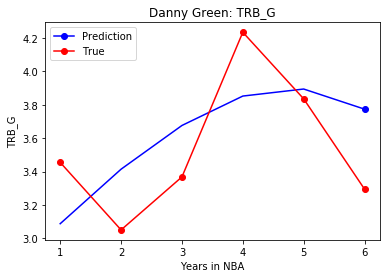 Danny Green: TRB_G
Prediction
True
TRB_G
4.2
4.0
3.8
3.6
3.4
3.2
3.0
1 2 3 4 5 6
Years in NBA